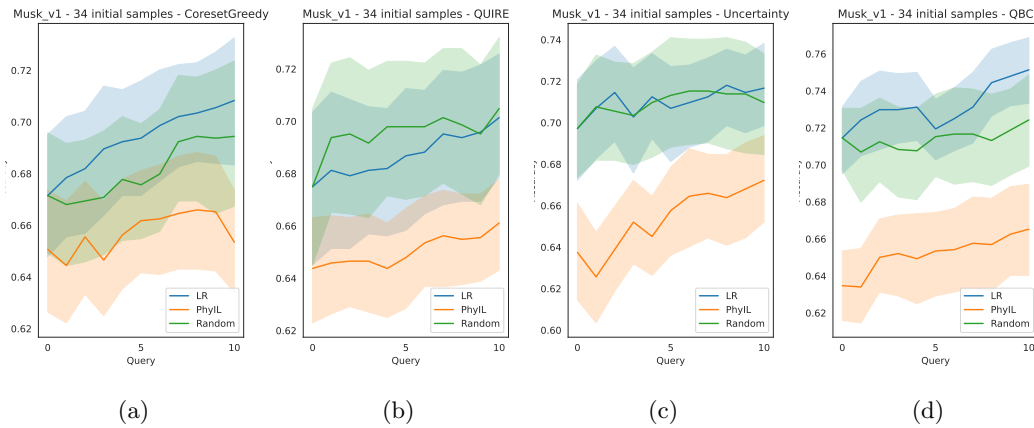 Musk_v1 - 34 initial samples - CoresetGreedy
0.72
0.70
0.68
0.66
0.64
0.62
0
5
10
Query
LR
PhyIL
Random
(a)
Musk_v1 - 34 initial samples - QUIRE
0.72
0.70
0.68
0.66
0.64
0.62
0
5
10
Query
LR
PhyIL
Random
(b)
Musk_v1 - 34 initial samples - Uncertainty
0.74
0.72
0.70
0.68
0.66
0.64
0.62
0.60
0
5
10
Query
LR
PhyIL
Random
(c)
Musk_v1 - 34 initial samples - QBC
0.76
0.74
0.72
0.70
0.68
0.66
0.64
0.62
0
5
10
Query
LR
PhyIL
Random
(d)